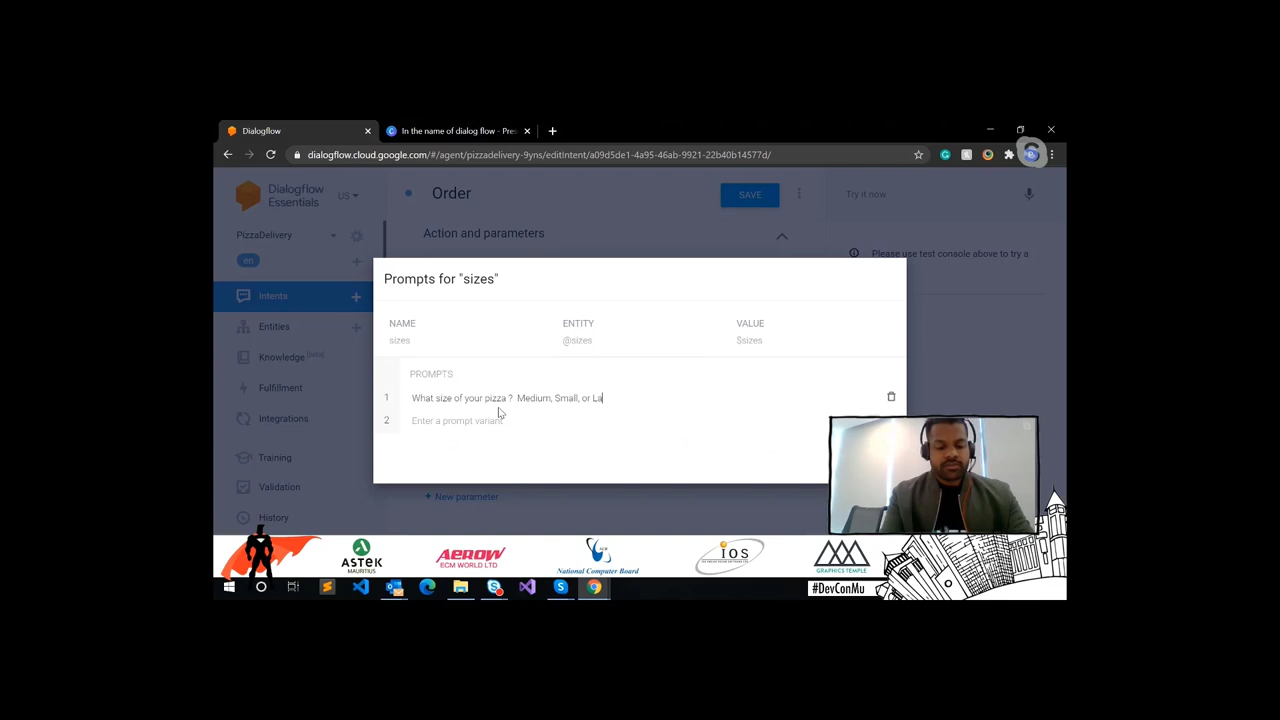 Dialogflow
In the name of dialog flow - Pres
dialogflow.cloud.google.com/#/agent/pizzadelivery-9yns/editIntent/a09d5de1-4a95-46ab-9921-22b40b14577d/
Dialogflow
Essentials
US
Order
SAVE
Try it now
PizzaDelivery
en
Action and parameters
Please use test console above to try a
Intents
Entities
Knowledge [beta]
Fulfillment
Integrations
Training
Validation
History
Prompts for "sizes"
NAME
ENTITY
VALUE
sizes
@sizes
$sizes
PROMPTS
1 What size of your pizza ? Medium, Small, or La
2 Enter a prompt variant
+ New parameter
ASTEK
MAURITIUS
AEROW
ECM WORLD LTD
National Computer Board
iOS
GRAPHICS TEMPLE
#DevConMu